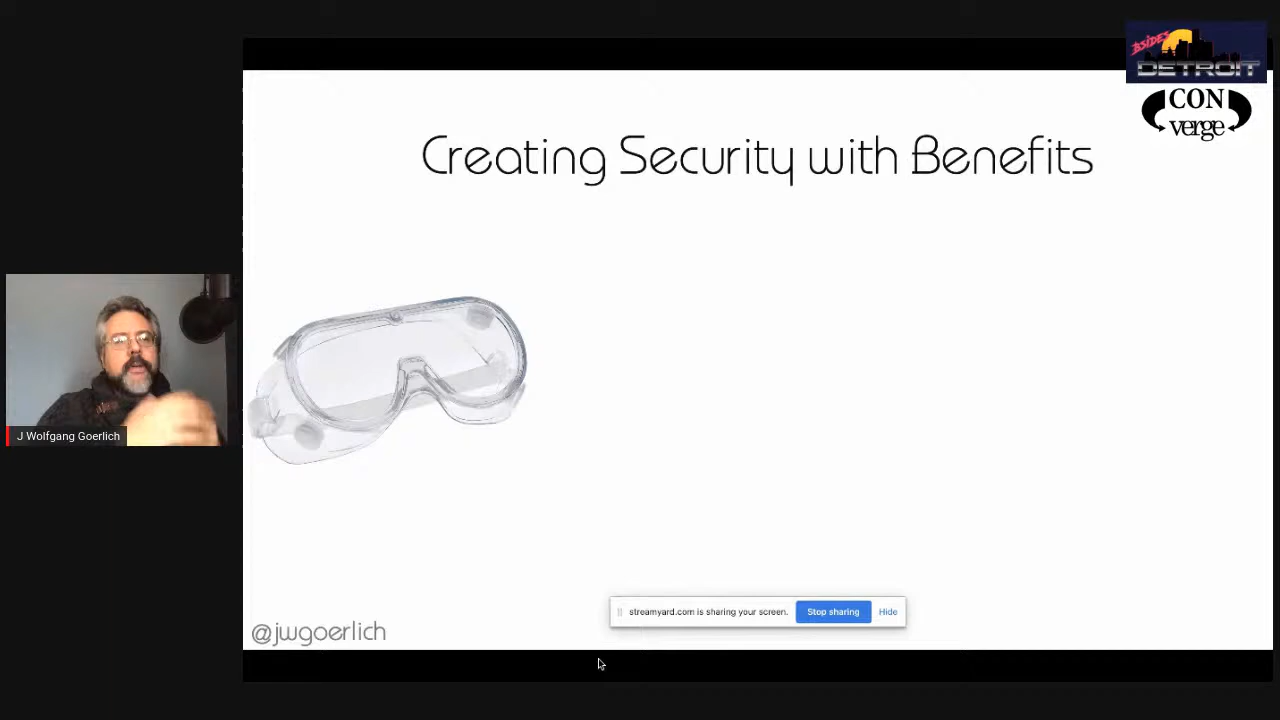 BSIDES
DETROIT
CON
verge
Creating Security with Benefits
J Wolfgang Goerlich
streamyard.com is sharing your screen.
Stop sharing
Hide
@jwgoerlich